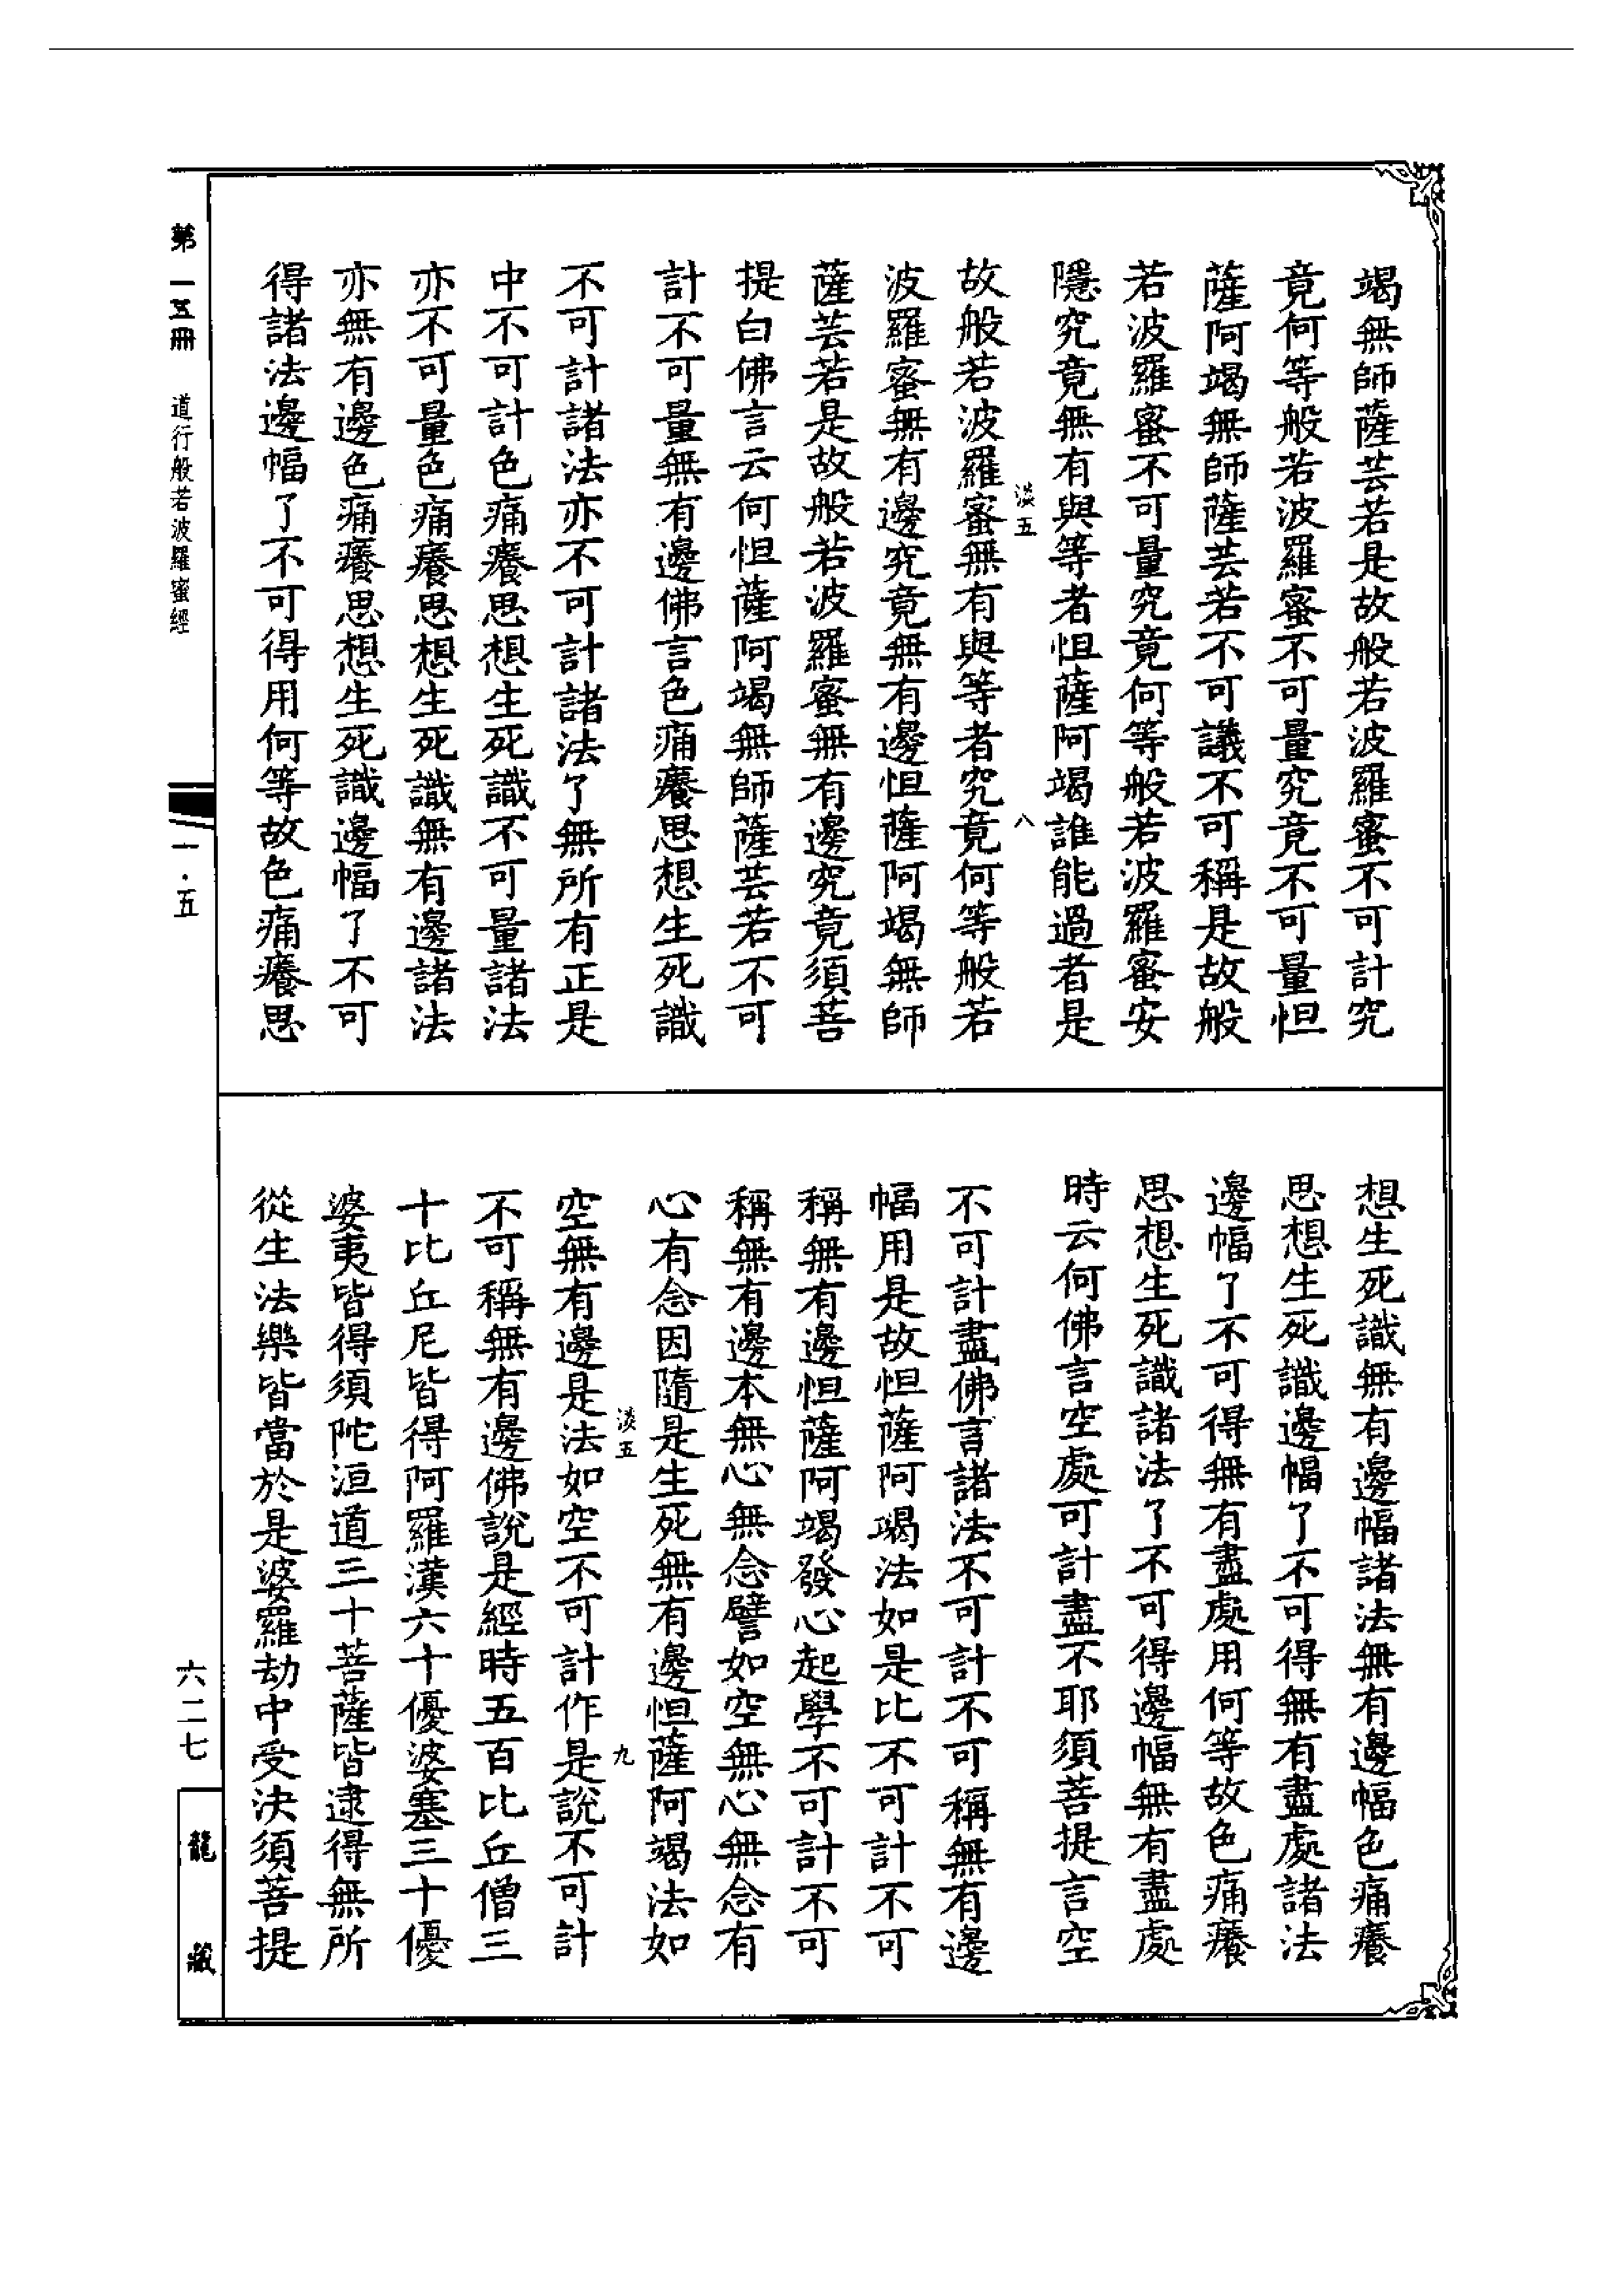 竭無師薩芸若是故般若波羅蜜不可計究
竟何等般若波羅蜜不可量究竟不可量怛
薩阿竭無師薩芸若不可議不可稱是故般
若波羅蜜不可量究竟何等般若波羅蜜安
隱究竟無有與等者怛薩阿竭誰能過者是
淡五 八
故般若波羅蜜無有與等者究竟何等般若
波羅蜜無有邊究竟無有邊怛薩阿竭無師
薩芸若是故般若波羅蜜無有邊究竟須菩
提白佛言云何怛薩阿竭無師薩芸若不可
計不可量無有邊佛言色痛癢思想生死識
不可計諸法亦不可計諸法了無所有正是
中不可計色痛癢思想生死識不可量諸法
亦不可量色痛癢思想生死識無有邊諸法
亦無有邊色痛癢思想生死識邊幅了不可
得諸法邊幅了不可得用何等故色痛癢思
想生死識無有邊幅諸法無有邊幅色痛癢
思想生死識邊幅了不可得無有盡處諸法
邊幅了不可得無有盡處用何等故色痛癢
思想生死識諸法了不可得邊幅無有盡處
時云何佛言空處可計盡不耶須菩提言空
不可計盡佛言諸法不可計不可稱無有邊
幅用是故怛薩阿竭法如是比不可計不可
稱無有邊怛薩阿竭發心起學不可計不可
稱無有邊本無心無念譬如空無心無念有
心有念因隨是生死無有邊怛薩阿竭法如
淡五 九
空無有邊是法如空不可計作是說不可計
不可稱無有邊佛說是經時五百比丘僧三
十比丘尼皆得阿羅漢六十優婆塞三十優
婆夷皆得須陀洹道三十菩薩皆逮得無所
從生法樂皆當於是婆羅劫中受決須菩提
第一五冊 道行般若波羅蜜經 一·五
六二七 龍藏